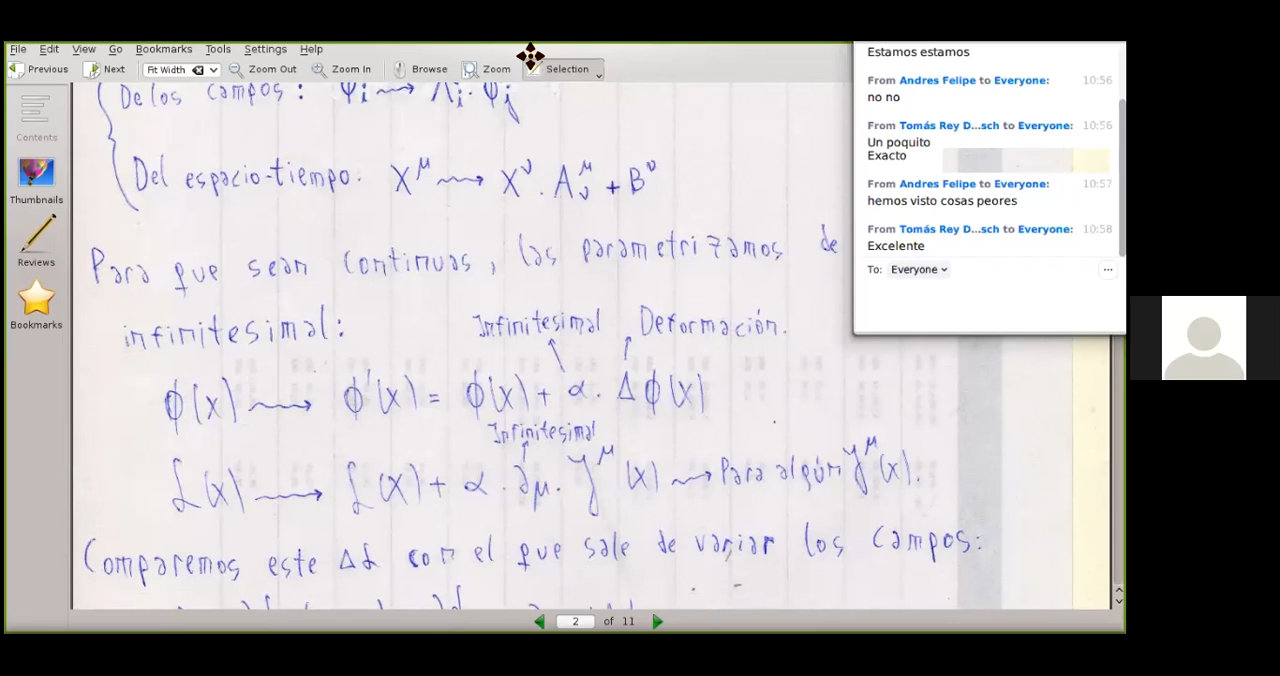 File Edit View Go Bookmarks Tools Settings Help
Previous Next Fit Width Zoom Out Zoom In Browse Zoom Selection
Contents
Thumbnails
Reviews
Bookmarks
De los campos: ψi ⟿ Λi· ψj
Del espacio-tiempo. X^μ ⟿ X^ν . A^μ_ν + B^ν
Para que sean continuas, las parametrizamos de
infinitesimal:
Infinitesimal Deformación.
ϕ(x) ⟿ ϕ'(x) = ϕ(x) + α . Δϕ(x)
Infinitesimal
ℒ(x) ⟿ ℒ(x) + α . ∂μ . 𝒥^μ (x) ⟿ Para algún 𝒥^μ(x).
Comparemos este Δℒ con el que sale de variar los campos:
2 of 11
Estamos estamos
From Andres Felipe to Everyone: 10:56
no no
From Tomás Rey D...sch to Everyone: 10:56
Un poquito
Exacto
From Andres Felipe to Everyone: 10:57
hemos visto cosas peores
From Tomás Rey D...sch to Everyone: 10:58
Excelente
To: Everyone